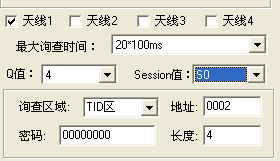 天线1 天线2 天线3 天线4
最大询查时间: 20*100ms
Q值: 4 Session值: S0
询查区域: TID区 地址: 0002
密码: 00000000 长度: 4